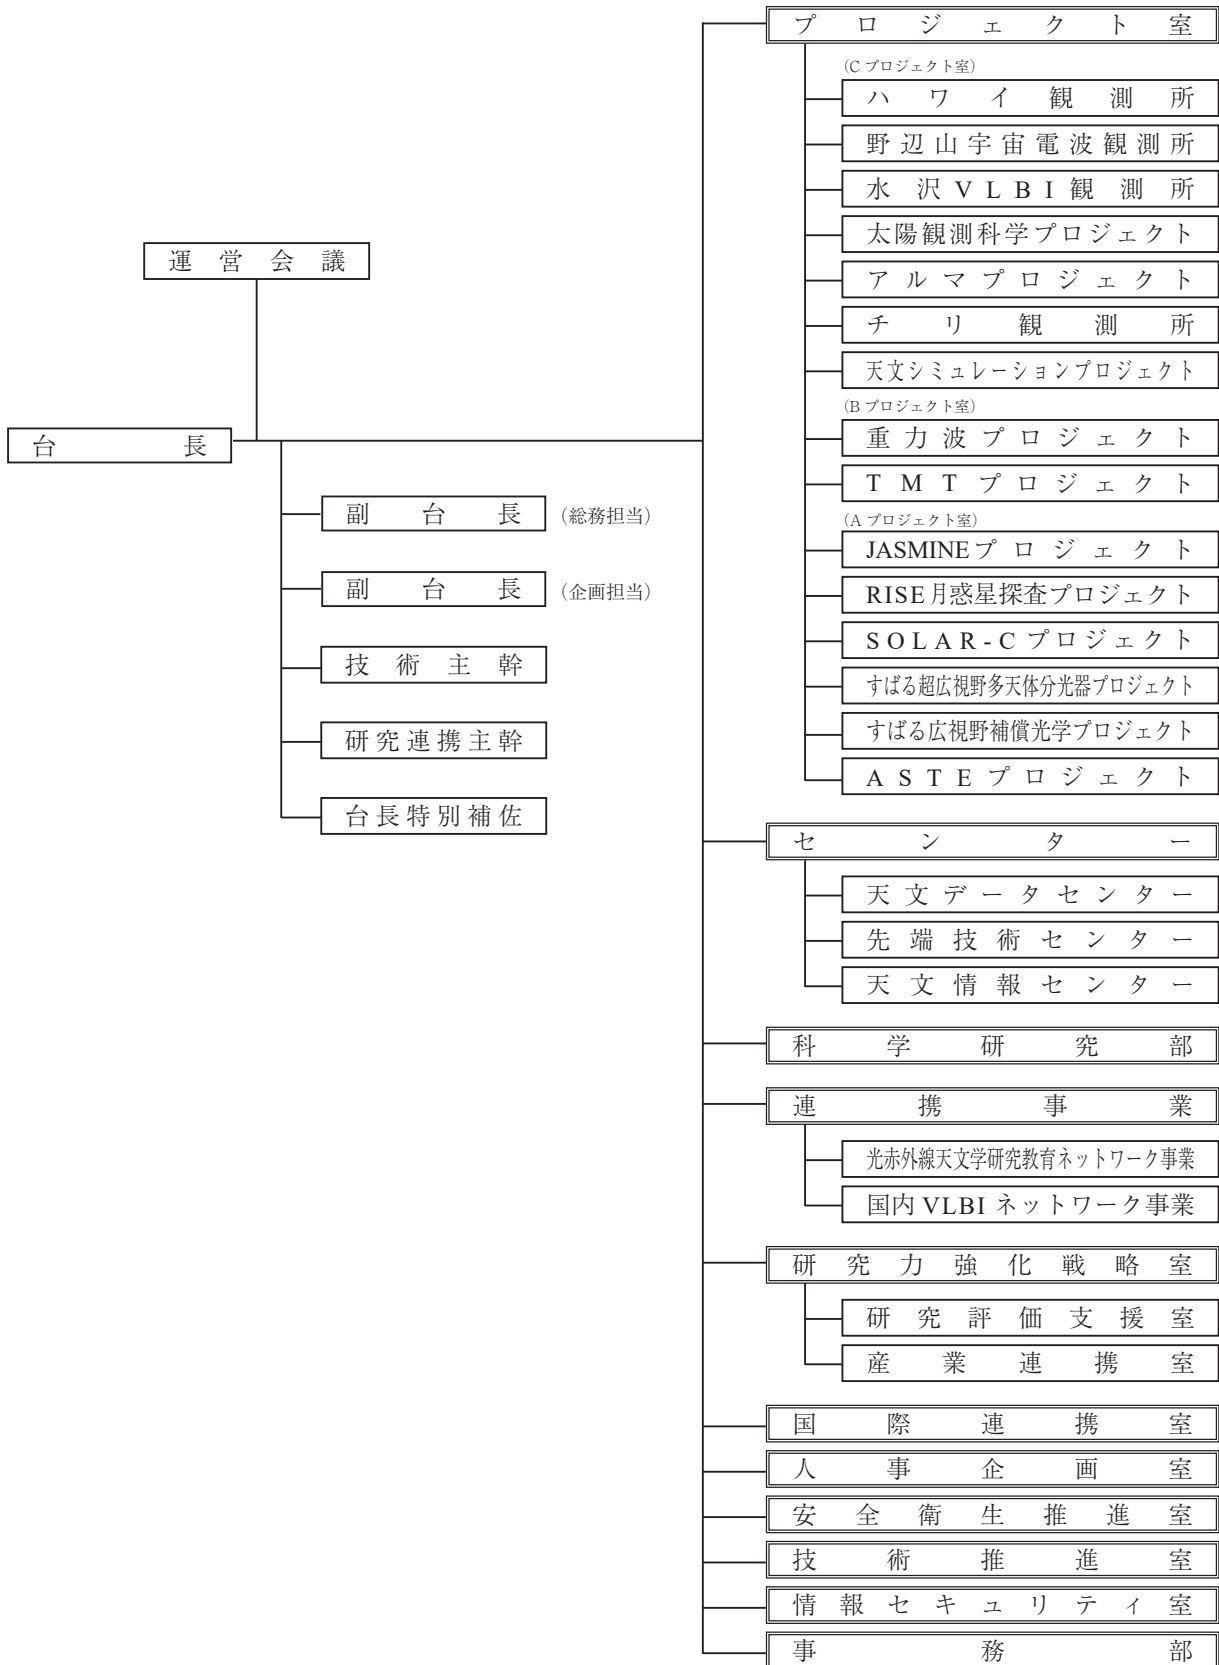 運営会議
台長
副台長 (総務担当)
副台長 (企画担当)
技術主幹
研究連携主幹
台長特別補佐
プロジェクト室
(C プロジェクト室)
ハワイ観測所
野辺山宇宙電波観測所
水沢VLBI観測所
太陽観測科学プロジェクト
アルマプロジェクト
チリ観測所
天文シミュレーションプロジェクト
(B プロジェクト室)
重力波プロジェクト
TMTプロジェクト
(A プロジェクト室)
JASMINEプロジェクト
RISE月惑星探査プロジェクト
SOLAR-Cプロジェクト
すばる超広視野多天体分光器プロジェクト
すばる広視野補償光学プロジェクト
ASTEプロジェクト
センター
天文データセンター
先端技術センター
天文情報センター
科学研究部
連携事業
光赤外線天文学研究教育ネットワーク事業
国内 VLBI ネットワーク事業
研究力強化戦略室
研究評価支援室
産業連携室
国際連携室
人事企画室
安全衛生推進室
技術推進室
情報セキュリティ室
事務部